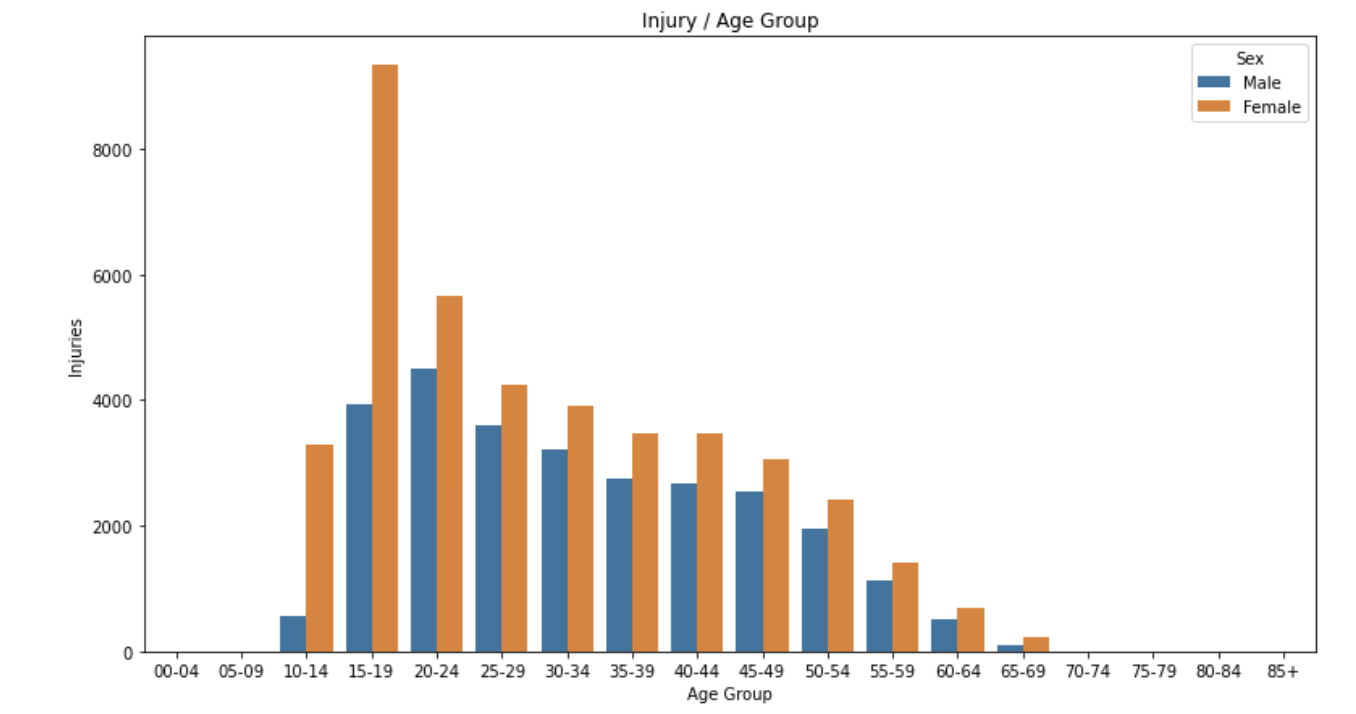 Injury / Age Group
Sex
Male
Female
8000
6000
4000
2000
0
Injuries
00-04 05-09 10-14 15-19 20-24 25-29 30-34 35-39 40-44 45-49 50-54 55-59 60-64 65-69 70-74 75-79 80-84 85+
Age Group